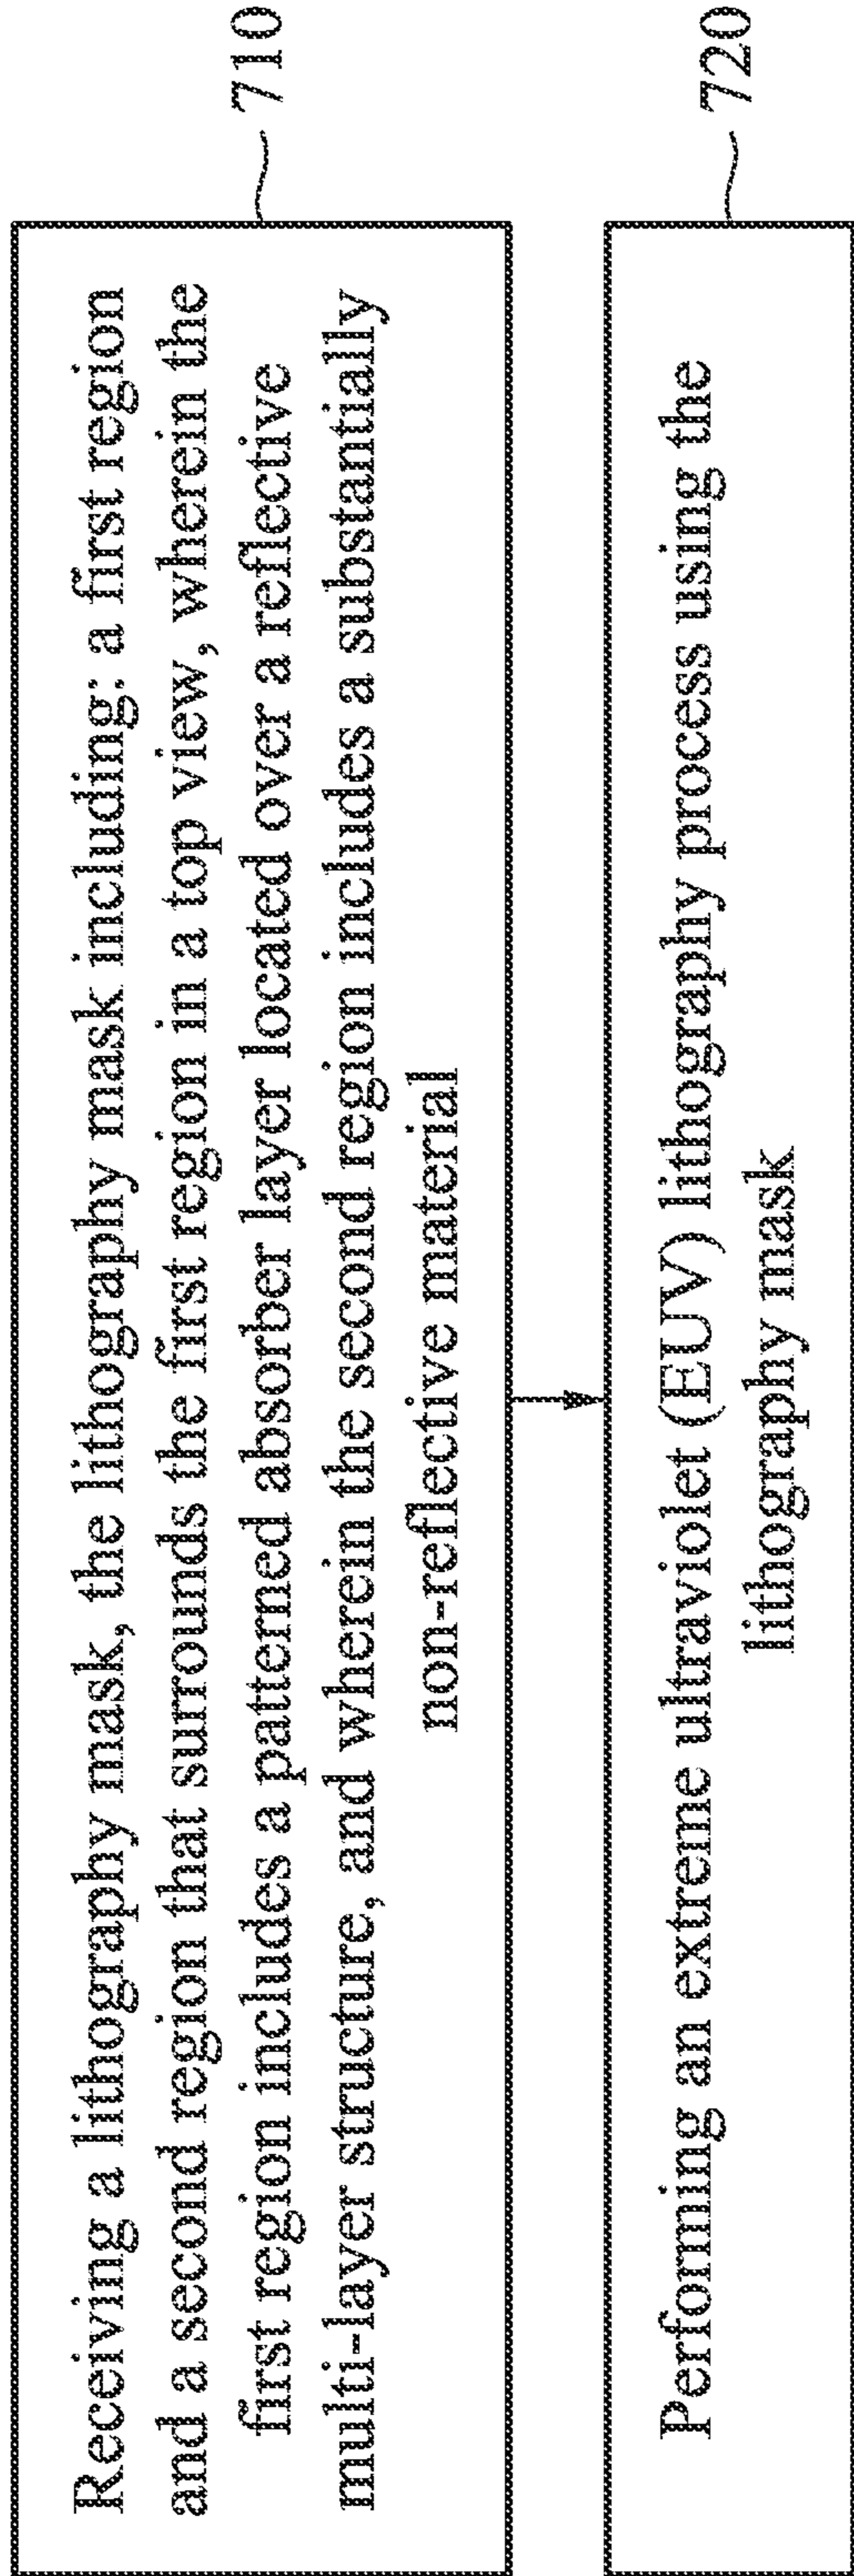 Receiving a lithography mask, the lithography mask including: a first region
and a second region that surrounds the first region in a top view, wherein the
first region includes a patterned absorber layer located over a reflective
multi-layer structure, and wherein the second region includes a substantially
non-reflective material
710
Performing an extreme ultraviolet (EUV) lithography process using the
lithography mask
720